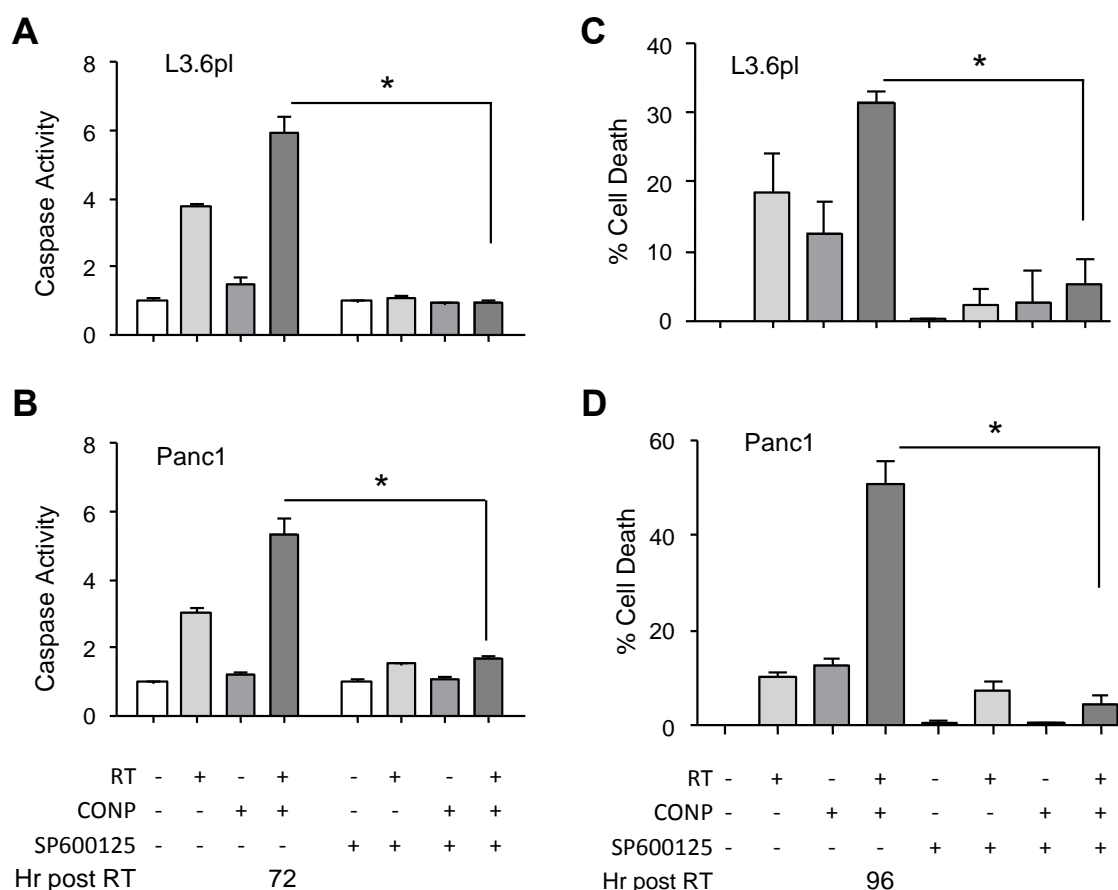 A
L3.6pl
*
8
6
4
2
0
Caspase Activity
C
L3.6pl
*
40
30
20
10
0
% Cell Death
B
Panc1
*
8
6
4
2
0
Caspase Activity
D
Panc1
*
60
40
20
0
% Cell Death
RT - + - + - + - +
CONP - - + + - - + +
SP600125 - - - - + + + +
Hr post RT 72
RT - + - + - + - +
CONP - - + + - - + +
SP600125 - - - - + + + +
Hr post RT 96